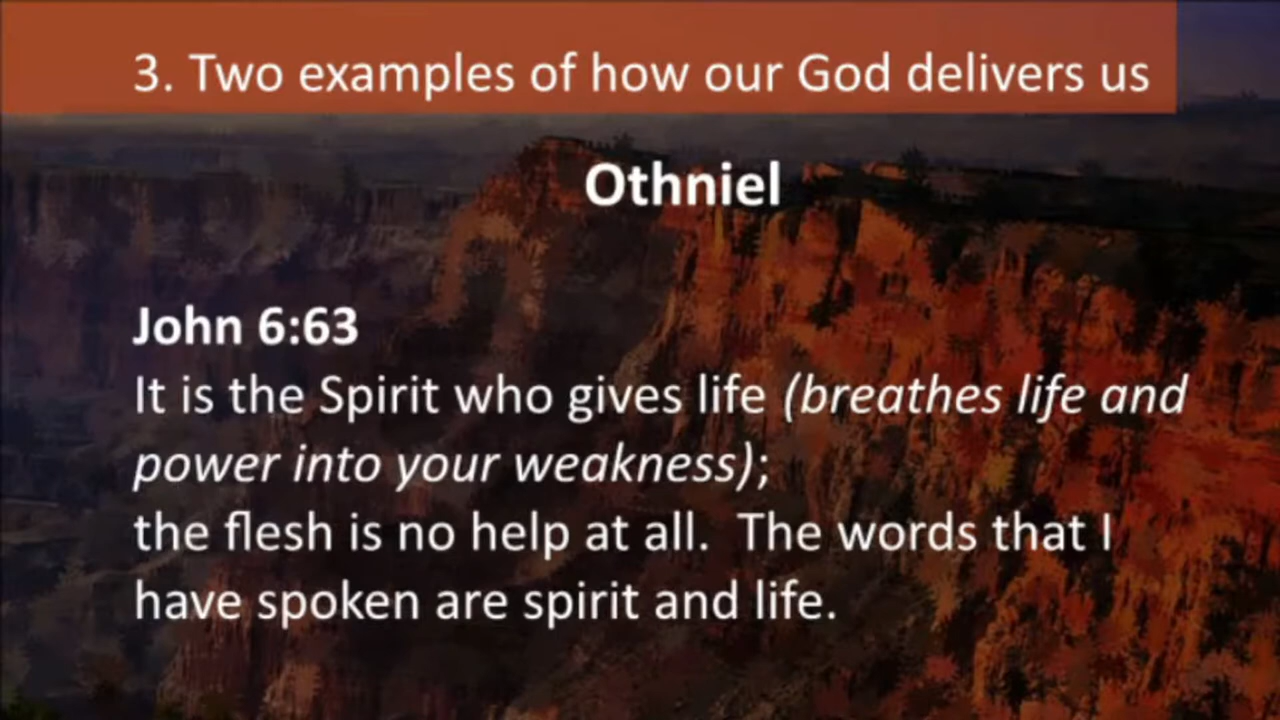 3. Two examples of how our God delivers us
Othniel
John 6:63
It is the Spirit who gives life (breathes life and
power into your weakness);
the flesh is no help at all.  The words that I
have spoken are spirit and life.